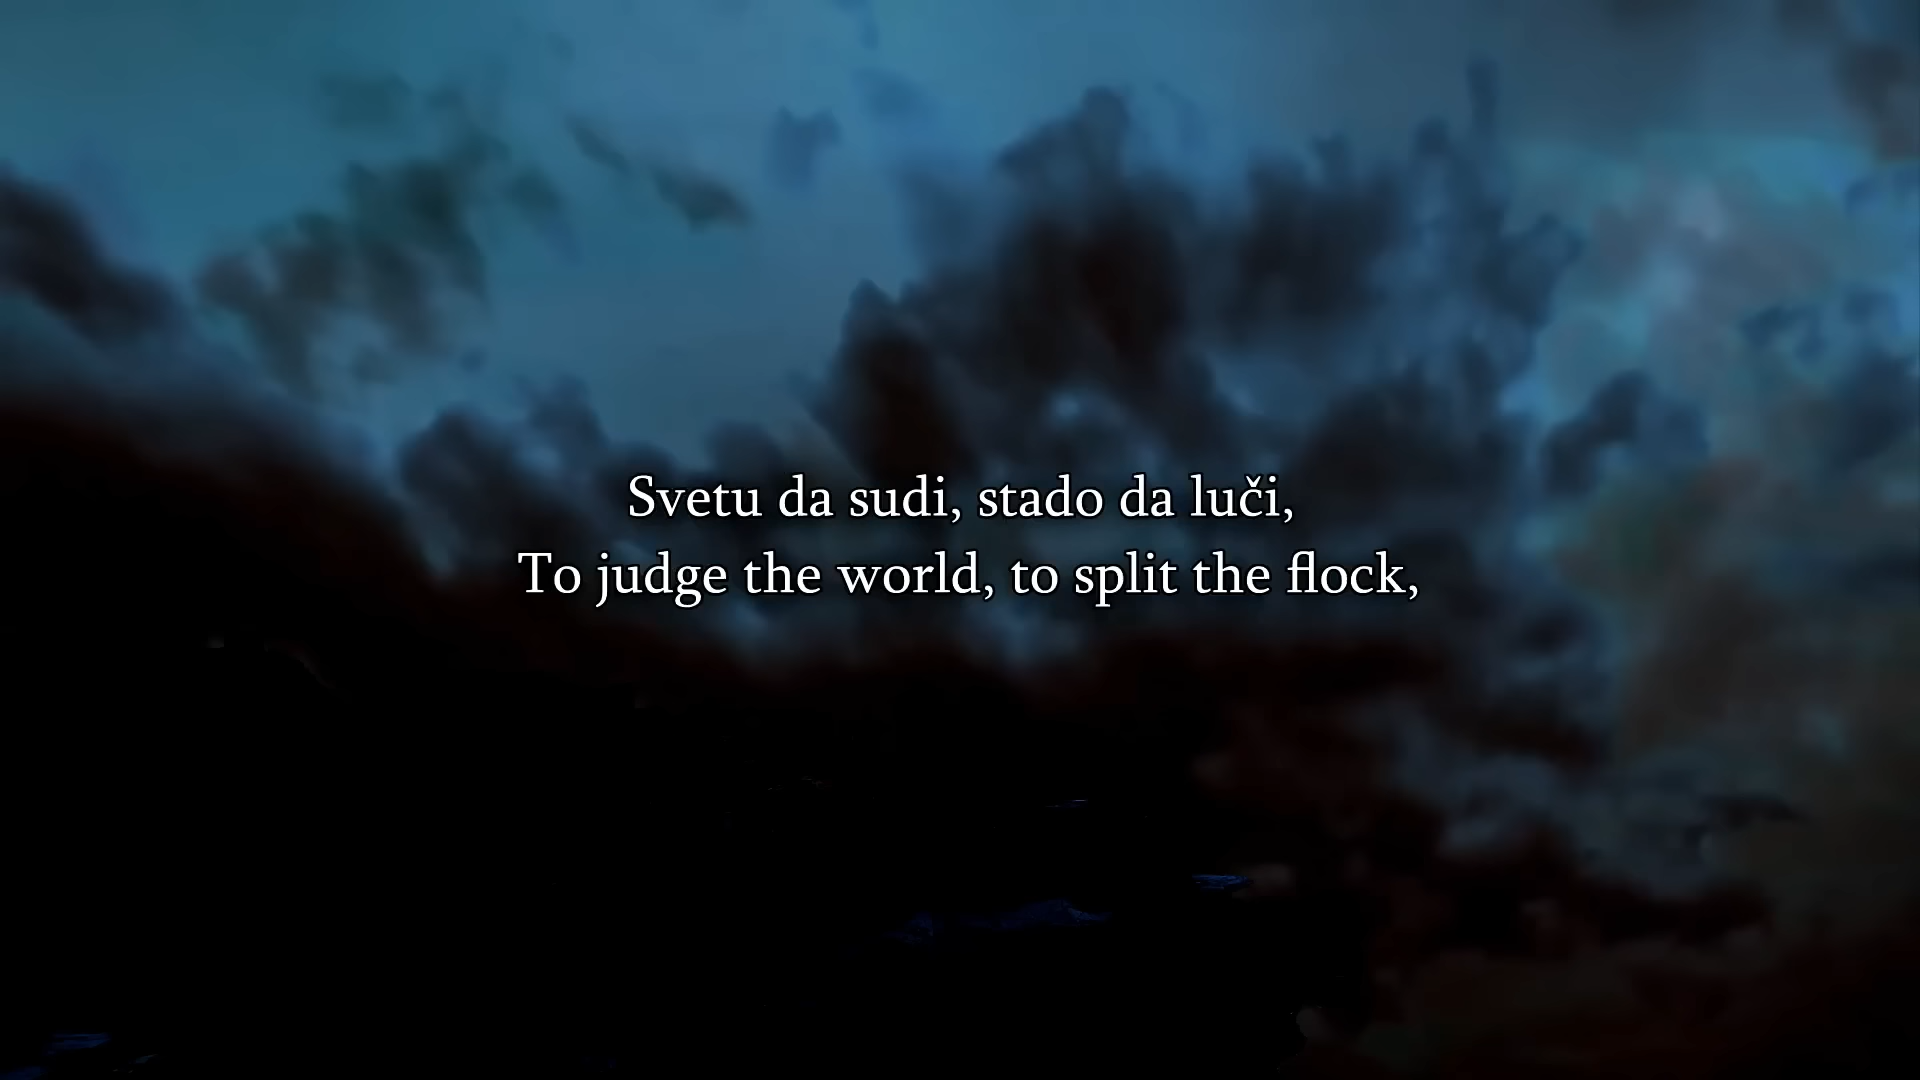 Svetu da sudi, stado da luči,
To judge the world, to split the flock,